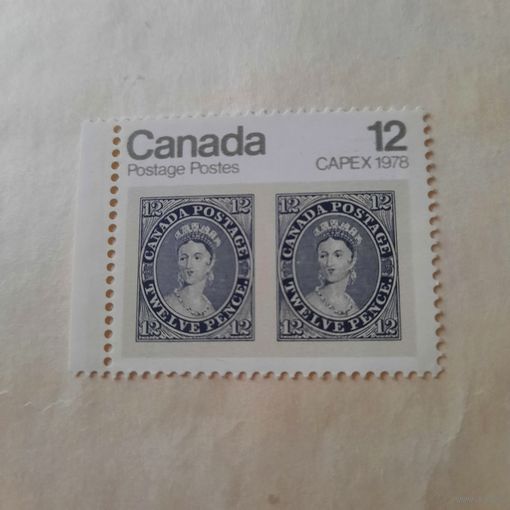 Canada 12
Postage Postes CAPEX 1978
12 CANADA POSTAGE 12
12 TWELVE PENCE. 12
12 CANADA POSTAGE 12
12 TWELVE PENCE. 12